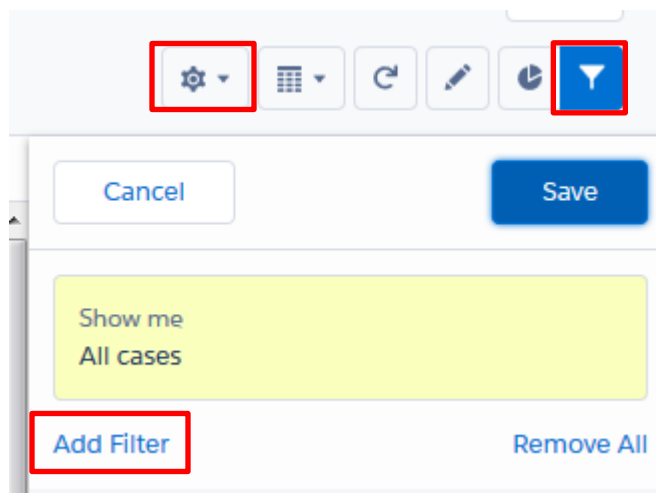 Cancel
Save
Show me
All cases
Add Filter
Remove All